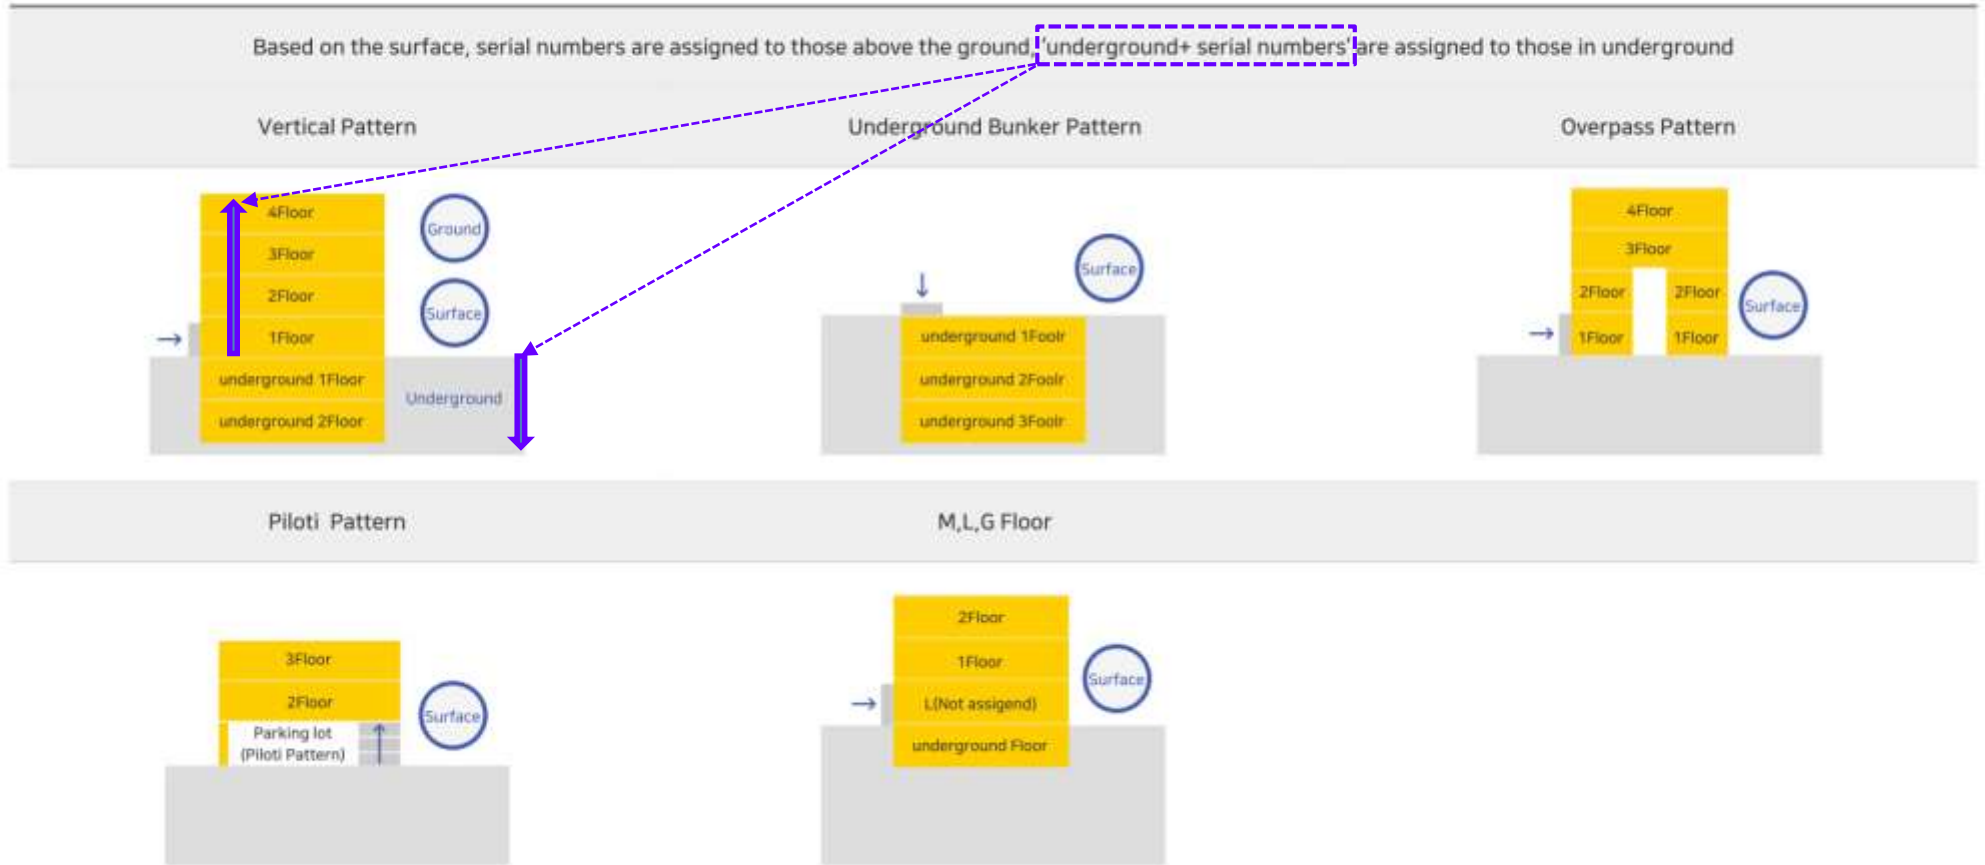 Based on the surface, serial numbers are assigned to those above the ground, 'underground+ serial numbers' are assigned to those in underground
Vertical Pattern
Underground Bunker Pattern
Overpass Pattern
4Floor
3Floor
2Floor
1Floor
underground 1Floor
underground 2Floor
Ground
Surface
Underground
Surface
underground 1Foolr
underground 2Foolr
underground 3Foolr
4Floor
3Floor
2Floor 2Floor
1Floor 1Floor
Surface
Piloti Pattern
M,L,G Floor
3Floor
2Floor
Parking lot
(Piloti Pattern)
Surface
2Floor
1Floor
L(Not assigend)
underground Floor
Surface